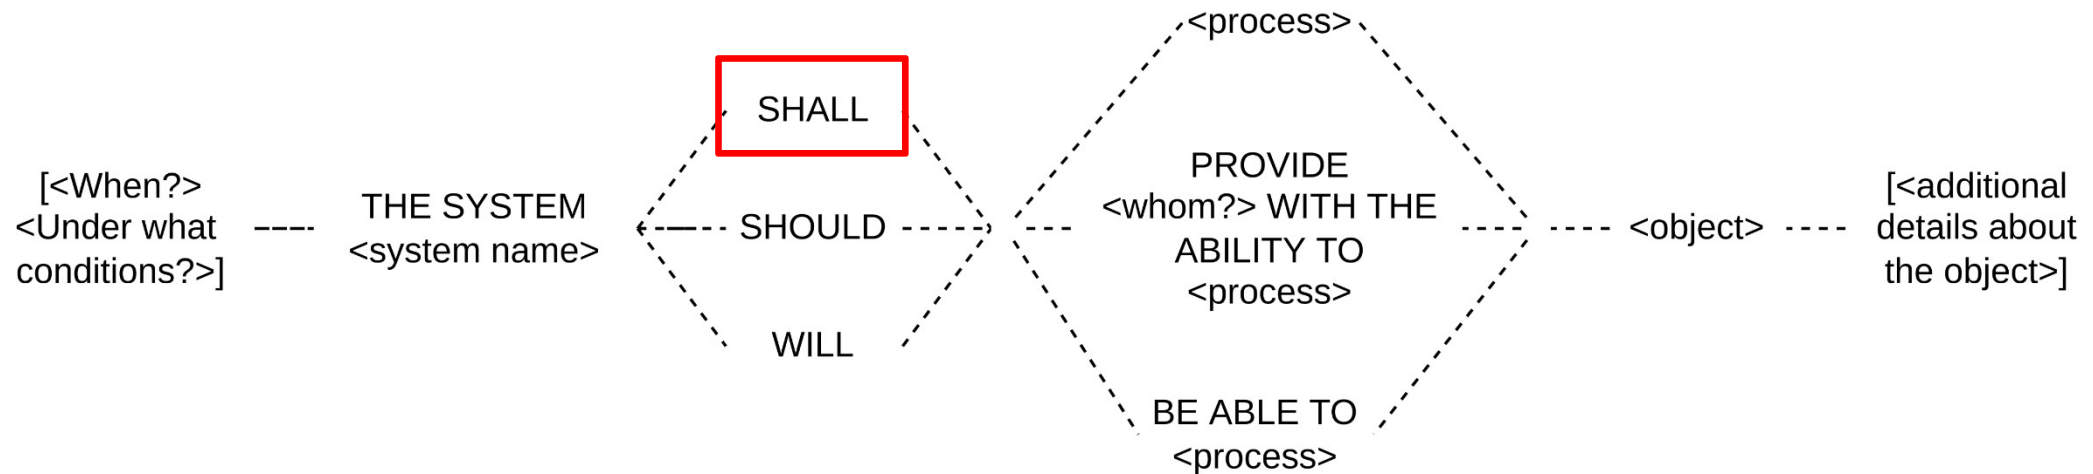 [<When?>
<Under what
conditions?>]
THE SYSTEM
<system name>
SHALL
SHOULD
WILL
<process>
PROVIDE
<whom?> WITH THE
ABILITY TO
<process>
BE ABLE TO
<process>
<object>
[<additional
details about
the object>]